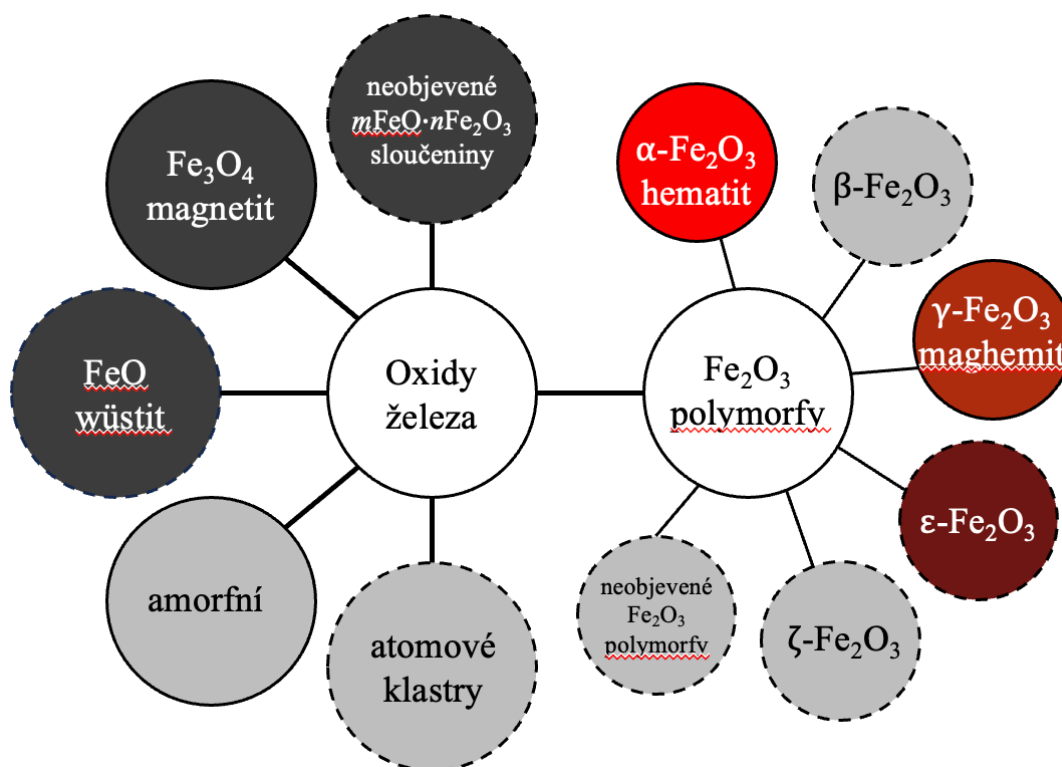 neobjevené
mFeO·nFe₂O₃
sloučeniny
Fe₃O₄
magnetit
FeO
wüstit
Oxidy
železa
amorfní
atomové
klastry
Fe₂O₃
polymorfy
α-Fe₂O₃
hematit
β-Fe₂O₃
γ-Fe₂O₃
maghemit
ε-Fe₂O₃
ζ-Fe₂O₃
neobjevené
Fe₂O₃
polymorfy